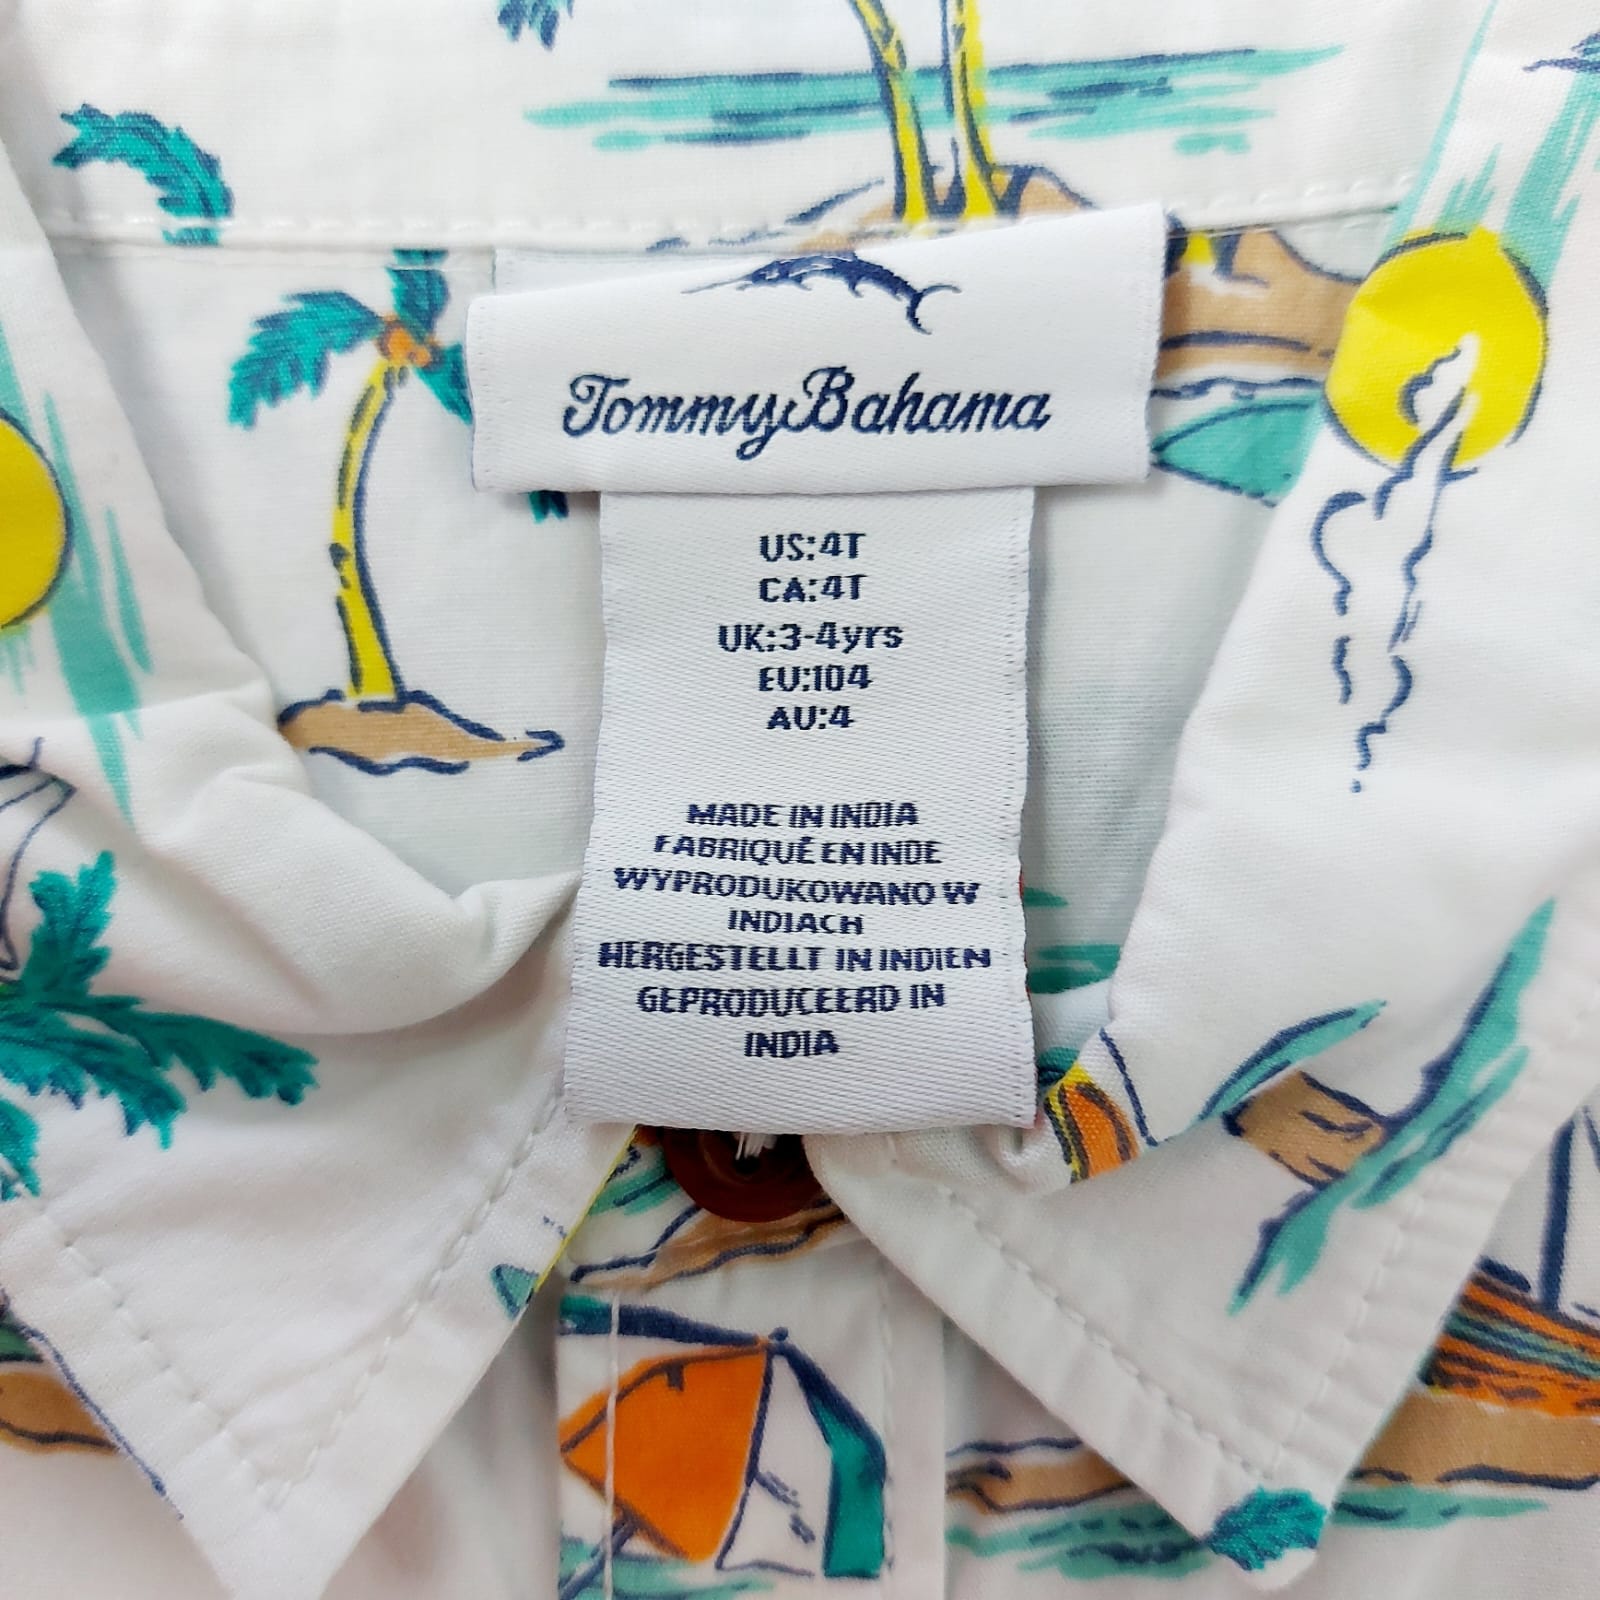 Tommy Bahama
US:4T
CA:4T
UK:3-4yrs
EU:104
AU:4
MADE IN INDIA
FABRIQUÉ EN INDE
WYPRODUKOWANO W
INDIACH
HERGESTELLT IN INDIEN
GEPRODUCEERD IN
INDIA